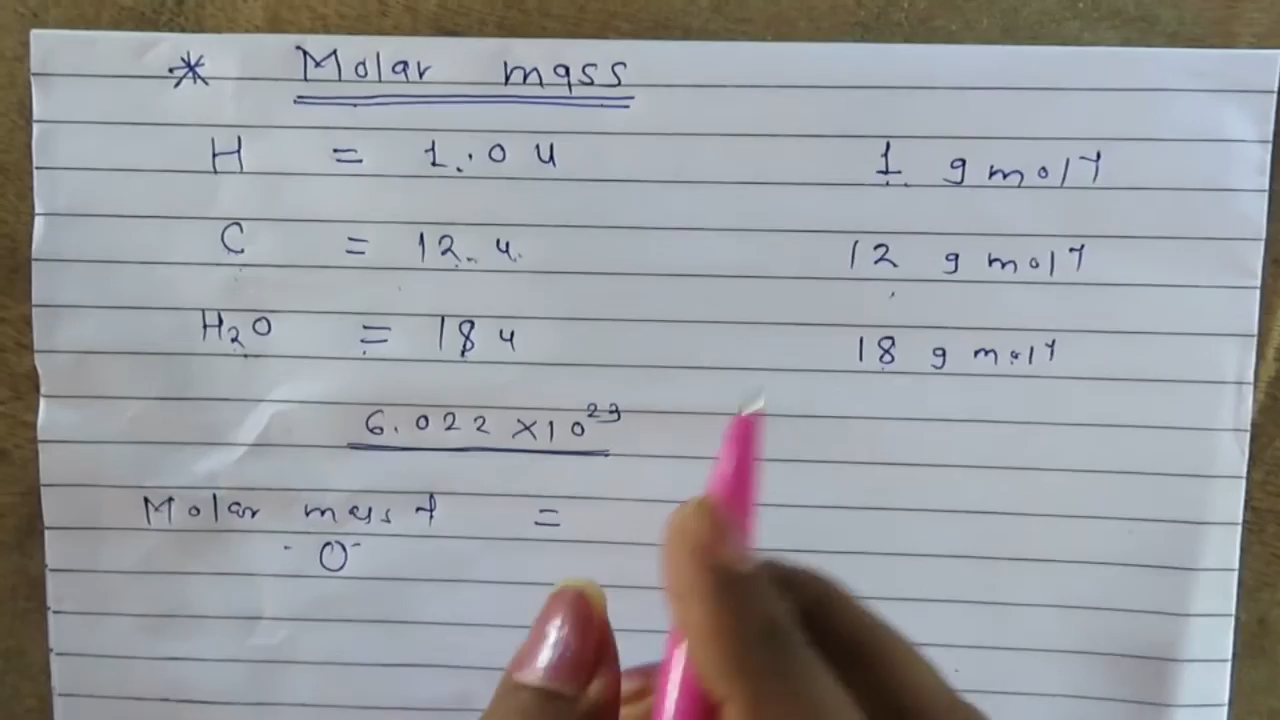 * Molar mass
H = 1.0 u 1 g mol⁻¹
C = 12. u. 12 g mol⁻¹
H₂O = 18 u 18 g mol⁻¹
6.022 × 10²³
Molar mass of =
O